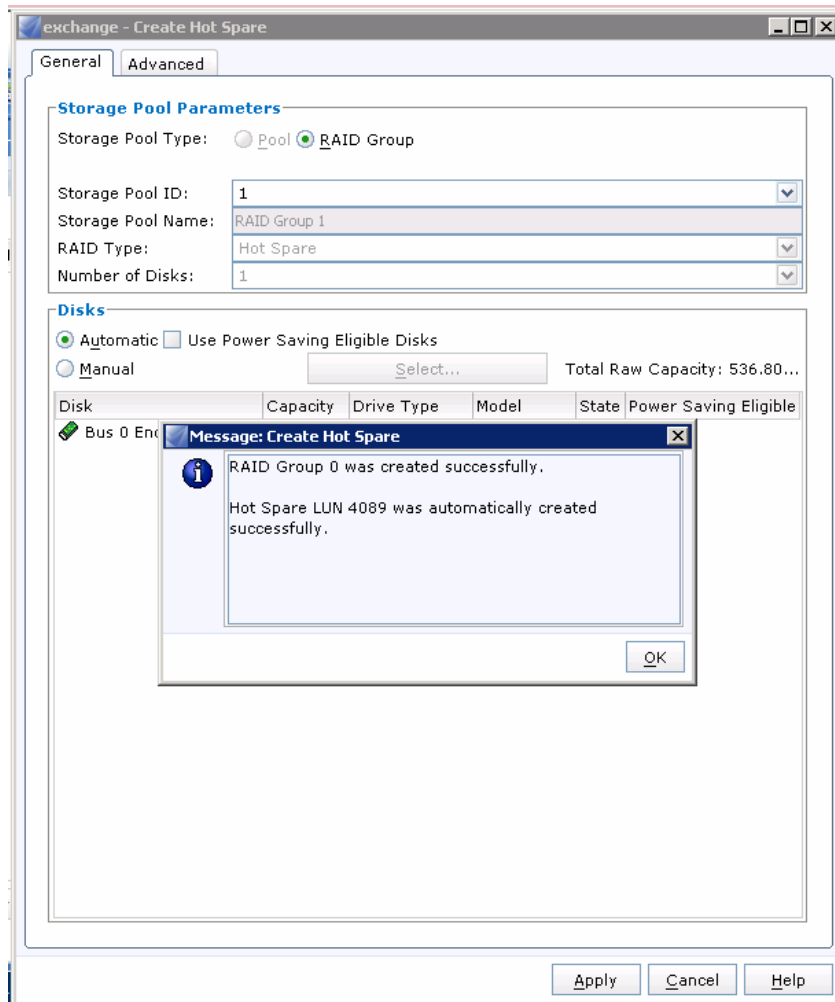 exchange - Create Hot Spare
General Advanced
Storage Pool Parameters
Storage Pool Type: Pool RAID Group
Storage Pool ID: 1
Storage Pool Name: RAID Group 1
RAID Type: Hot Spare
Number of Disks: 1
Disks
Automatic Use Power Saving Eligible Disks
Manual Select... Total Raw Capacity: 536.80...
Disk Capacity Drive Type Model State Power Saving Eligible
Bus 0
Message: Create Hot Spare
RAID Group 0 was created successfully.
Hot Spare LUN 4089 was automatically created
successfully.
OK
Apply Cancel Help